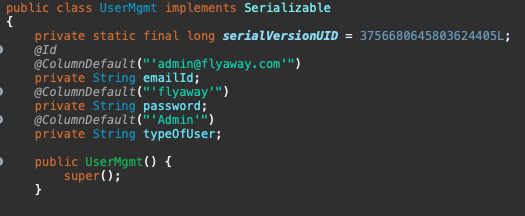 public class UserMgmt implements Serializable
{
    private static final long serialVersionUID = 3756680645803624405L;
    @Id
    @ColumnDefault("'admin@flyaway.com'")
    private String emailId;
    @ColumnDefault("'flyaway'")
    private String password;
    @ColumnDefault("'Admin'")
    private String typeOfUser;

    public UserMgmt() {
        super();
    }